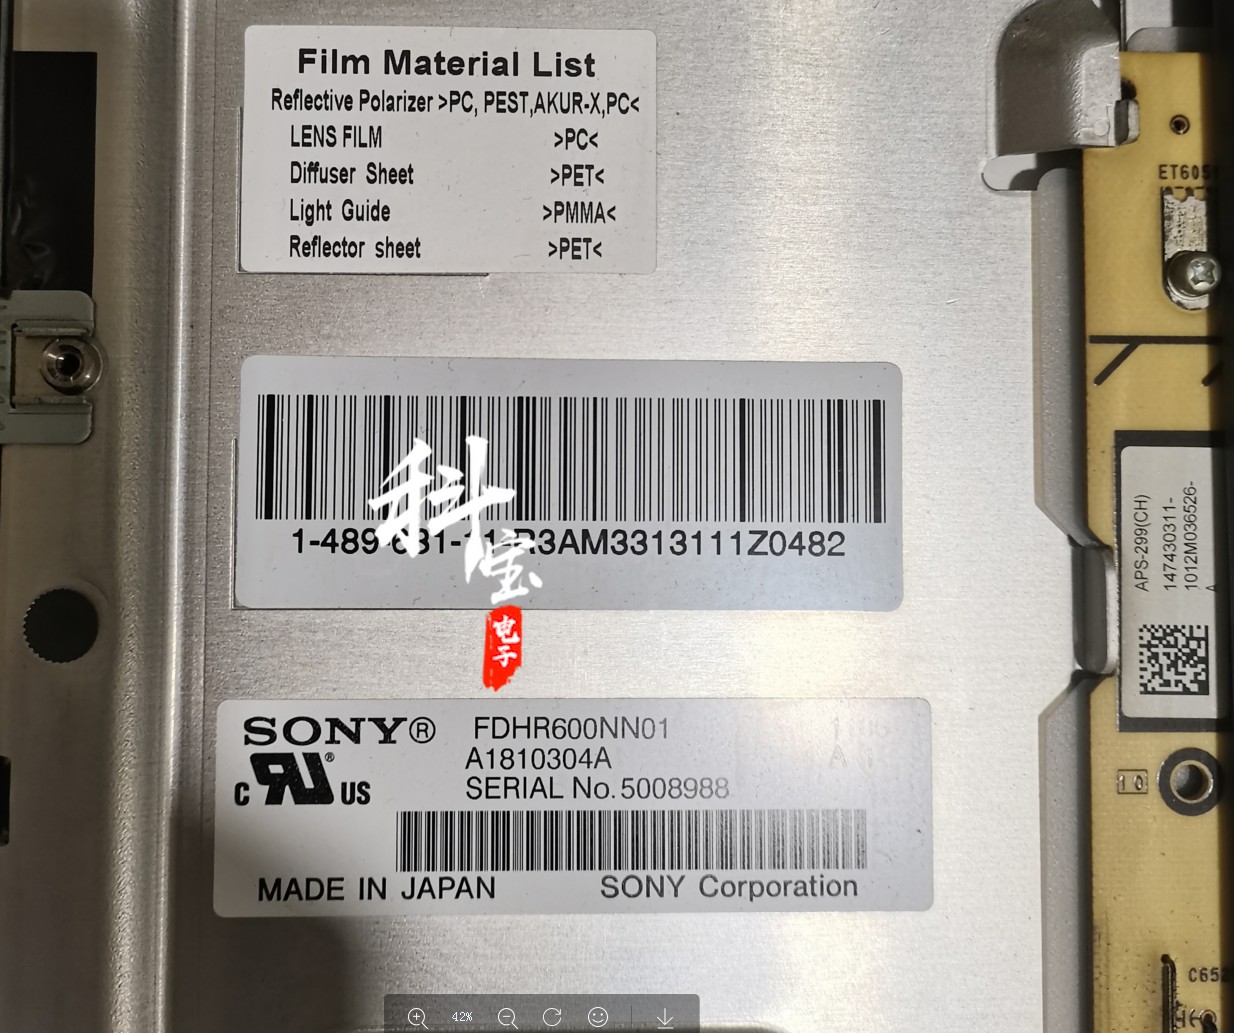 Film Material List
Reflective Polarizer >PC, PEST,AKUR-X,PC<
LENS FILM >PC<
Diffuser Sheet >PET<
Light Guide >PMMA<
Reflector sheet >PET<
科宝
电子
SONY® FDHR600NN01
A1810304A
SERIAL No. 5008988
C ® US
MADE IN JAPAN SONY Corporation
APS-299(CH)
147430311-
1012M036526-
A
10
42%